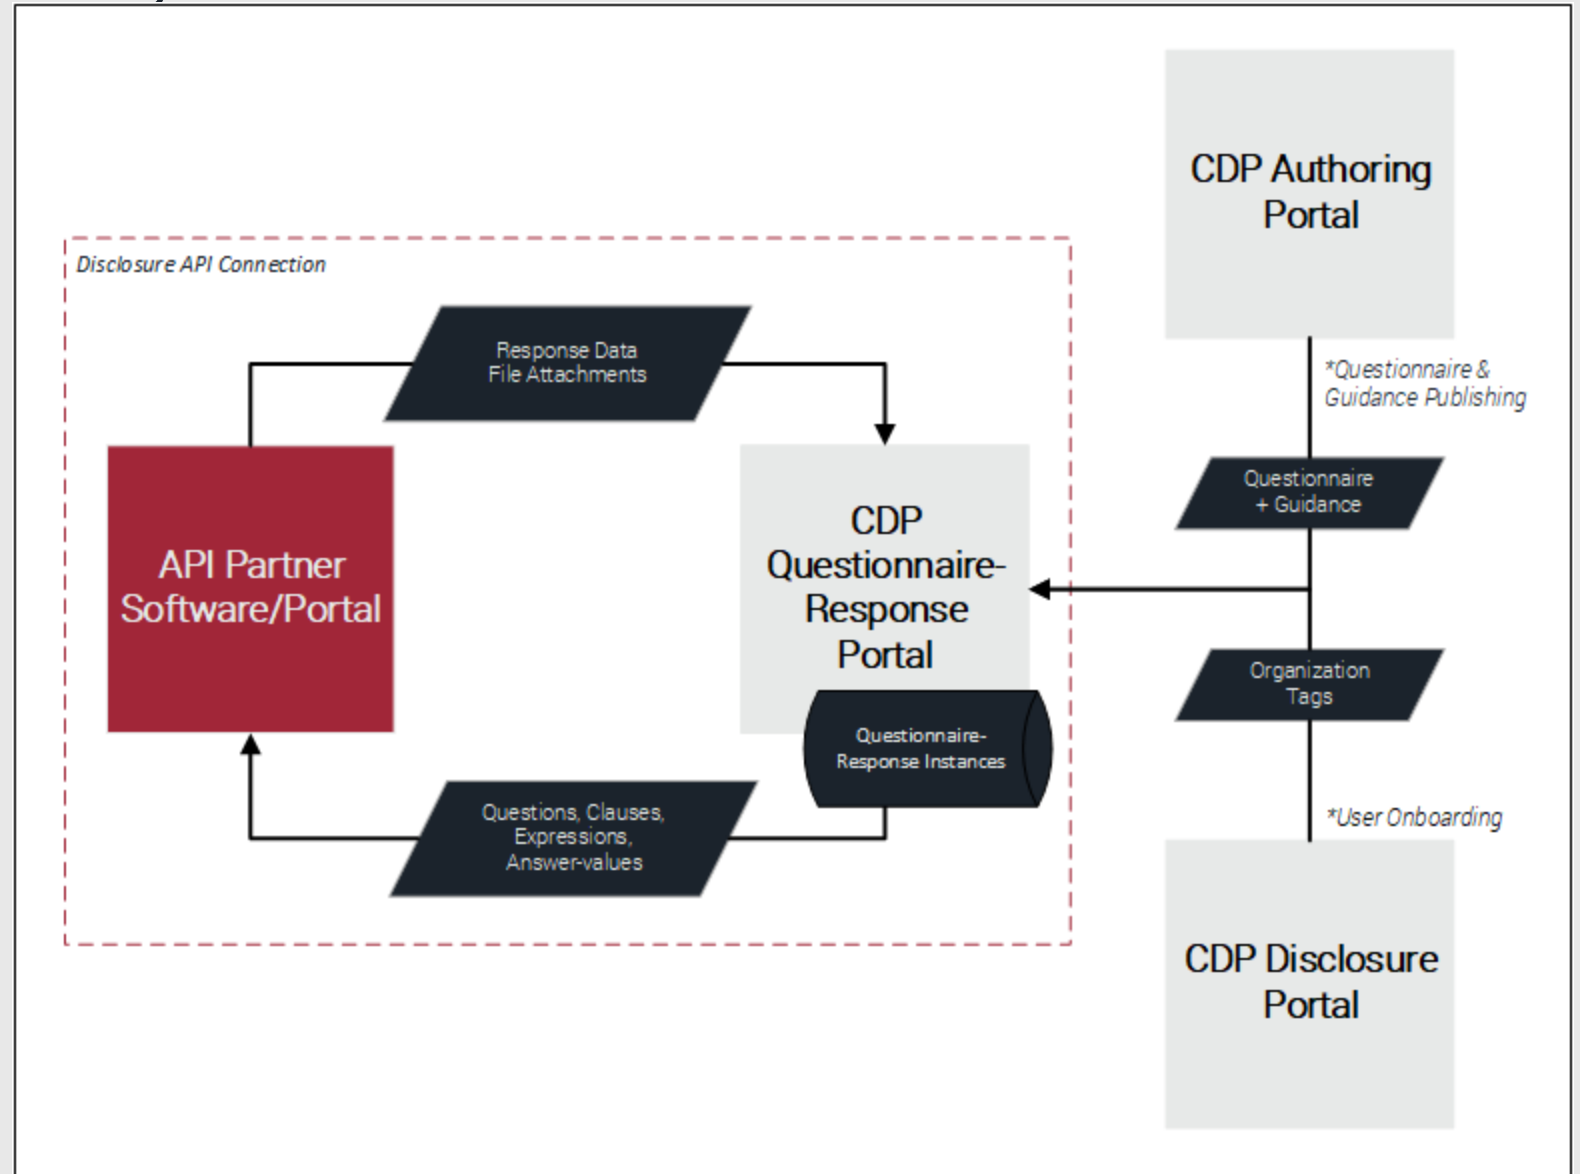 CDP Authoring
Portal
Disclosure API Connection
Response Data
File Attachments
*Questionnaire &
Guidance Publishing
Questionnaire
+ Guidance
API Partner
Software/Portal
CDP
Questionnaire-
Response
Portal
Organization
Tags
Questionnaire-
Response Instances
Questions, Clauses,
Expressions,
Answer-values
*User Onboarding
CDP Disclosure
Portal